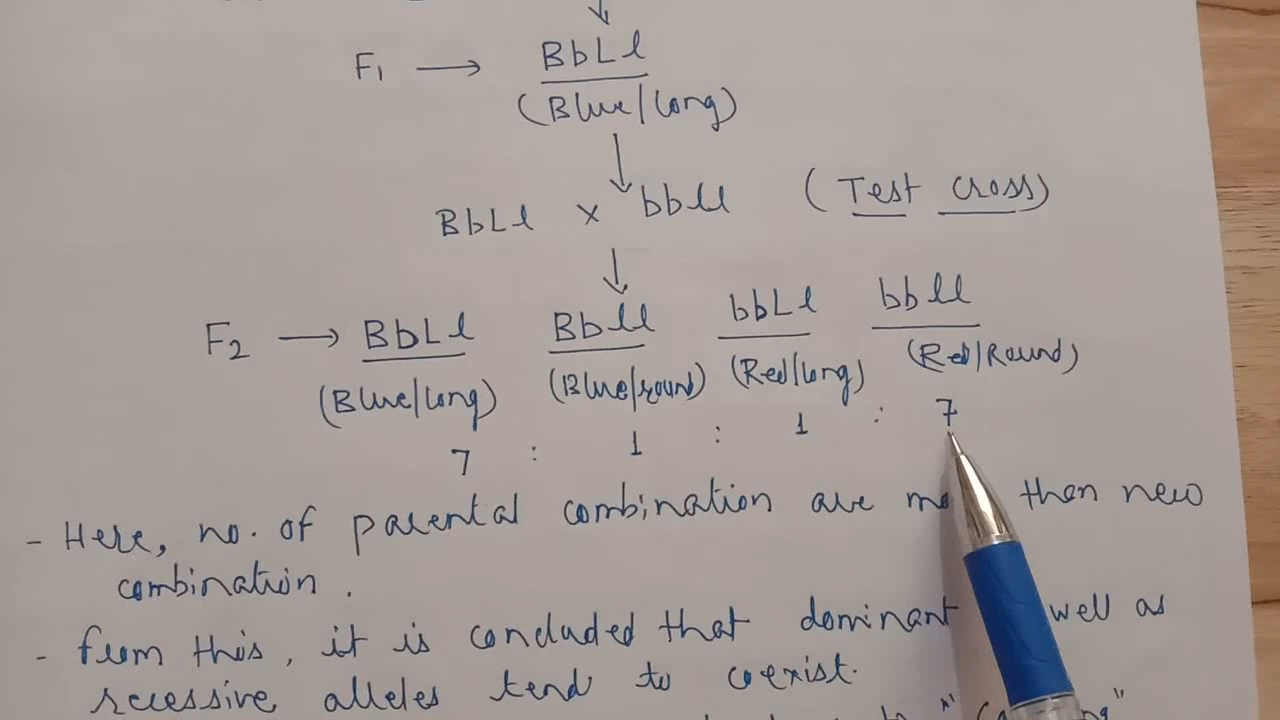 F1 → BbLl
(Blue/long)
BbLl x bbll (Test cross)
F2 → BbLl Bbll bbLl bbll
(Blue/long) (Blue/round) (Red/long) (Red/Round)
7 : 1 : 1 : 7
- Here, no. of parental combination are than new
combination.
- from this, it is concluded that dominant well as
recessive alleles tend to coexist.